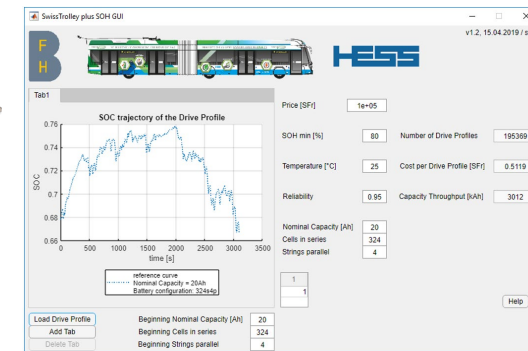 SwissTrolley plus SOH GUI
v1.2, 15.04.2019 / s
F
B
H
HESS
Tab1
SOC trajectory of the Drive Profile
0.76
0.74
0.72
0.7
0.68
0.66
SOC
0 500 1000 1500 2000 2500 3000 3500
time [s]
reference curve
Nominal Capacity = 20Ah
Battery configuration: 324s4p
Load Drive Profile
Add Tab
Delete Tab
Beginning Nominal Capacity [Ah] 20
Beginning Cells in series 324
Beginning Strings parallel 4
Price [SFr] 1e+05
SOH min [%] 80 Number of Drive Profiles 195369
Temperature [°C] 25 Cost per Drive Profile [SFr] 0.5119
Reliability 0.95 Capacity Throughput [kAh] 3012
Nominal Capacity [Ah] 20
Cells in series 324
Strings parallel 4
1
1
Help